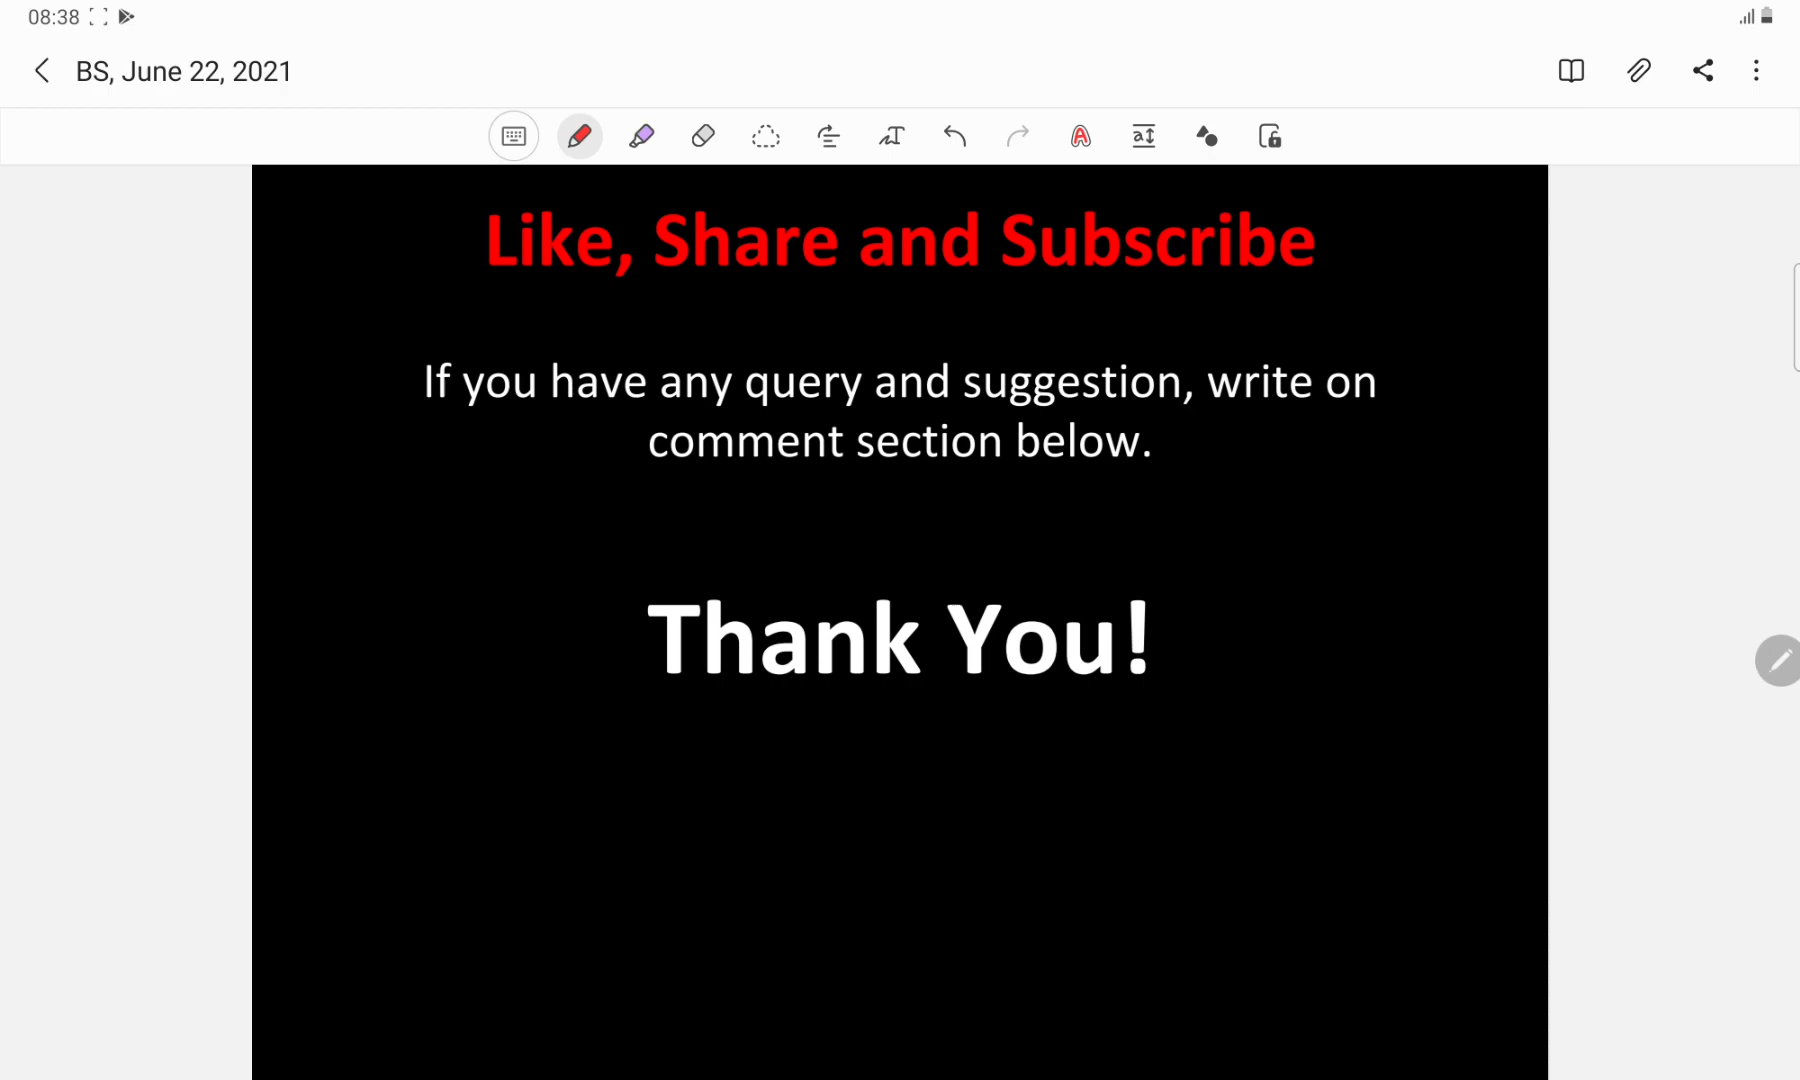 08:38
BS, June 22, 2021
Like, Share and Subscribe
If you have any query and suggestion, write on
comment section below.
Thank You!